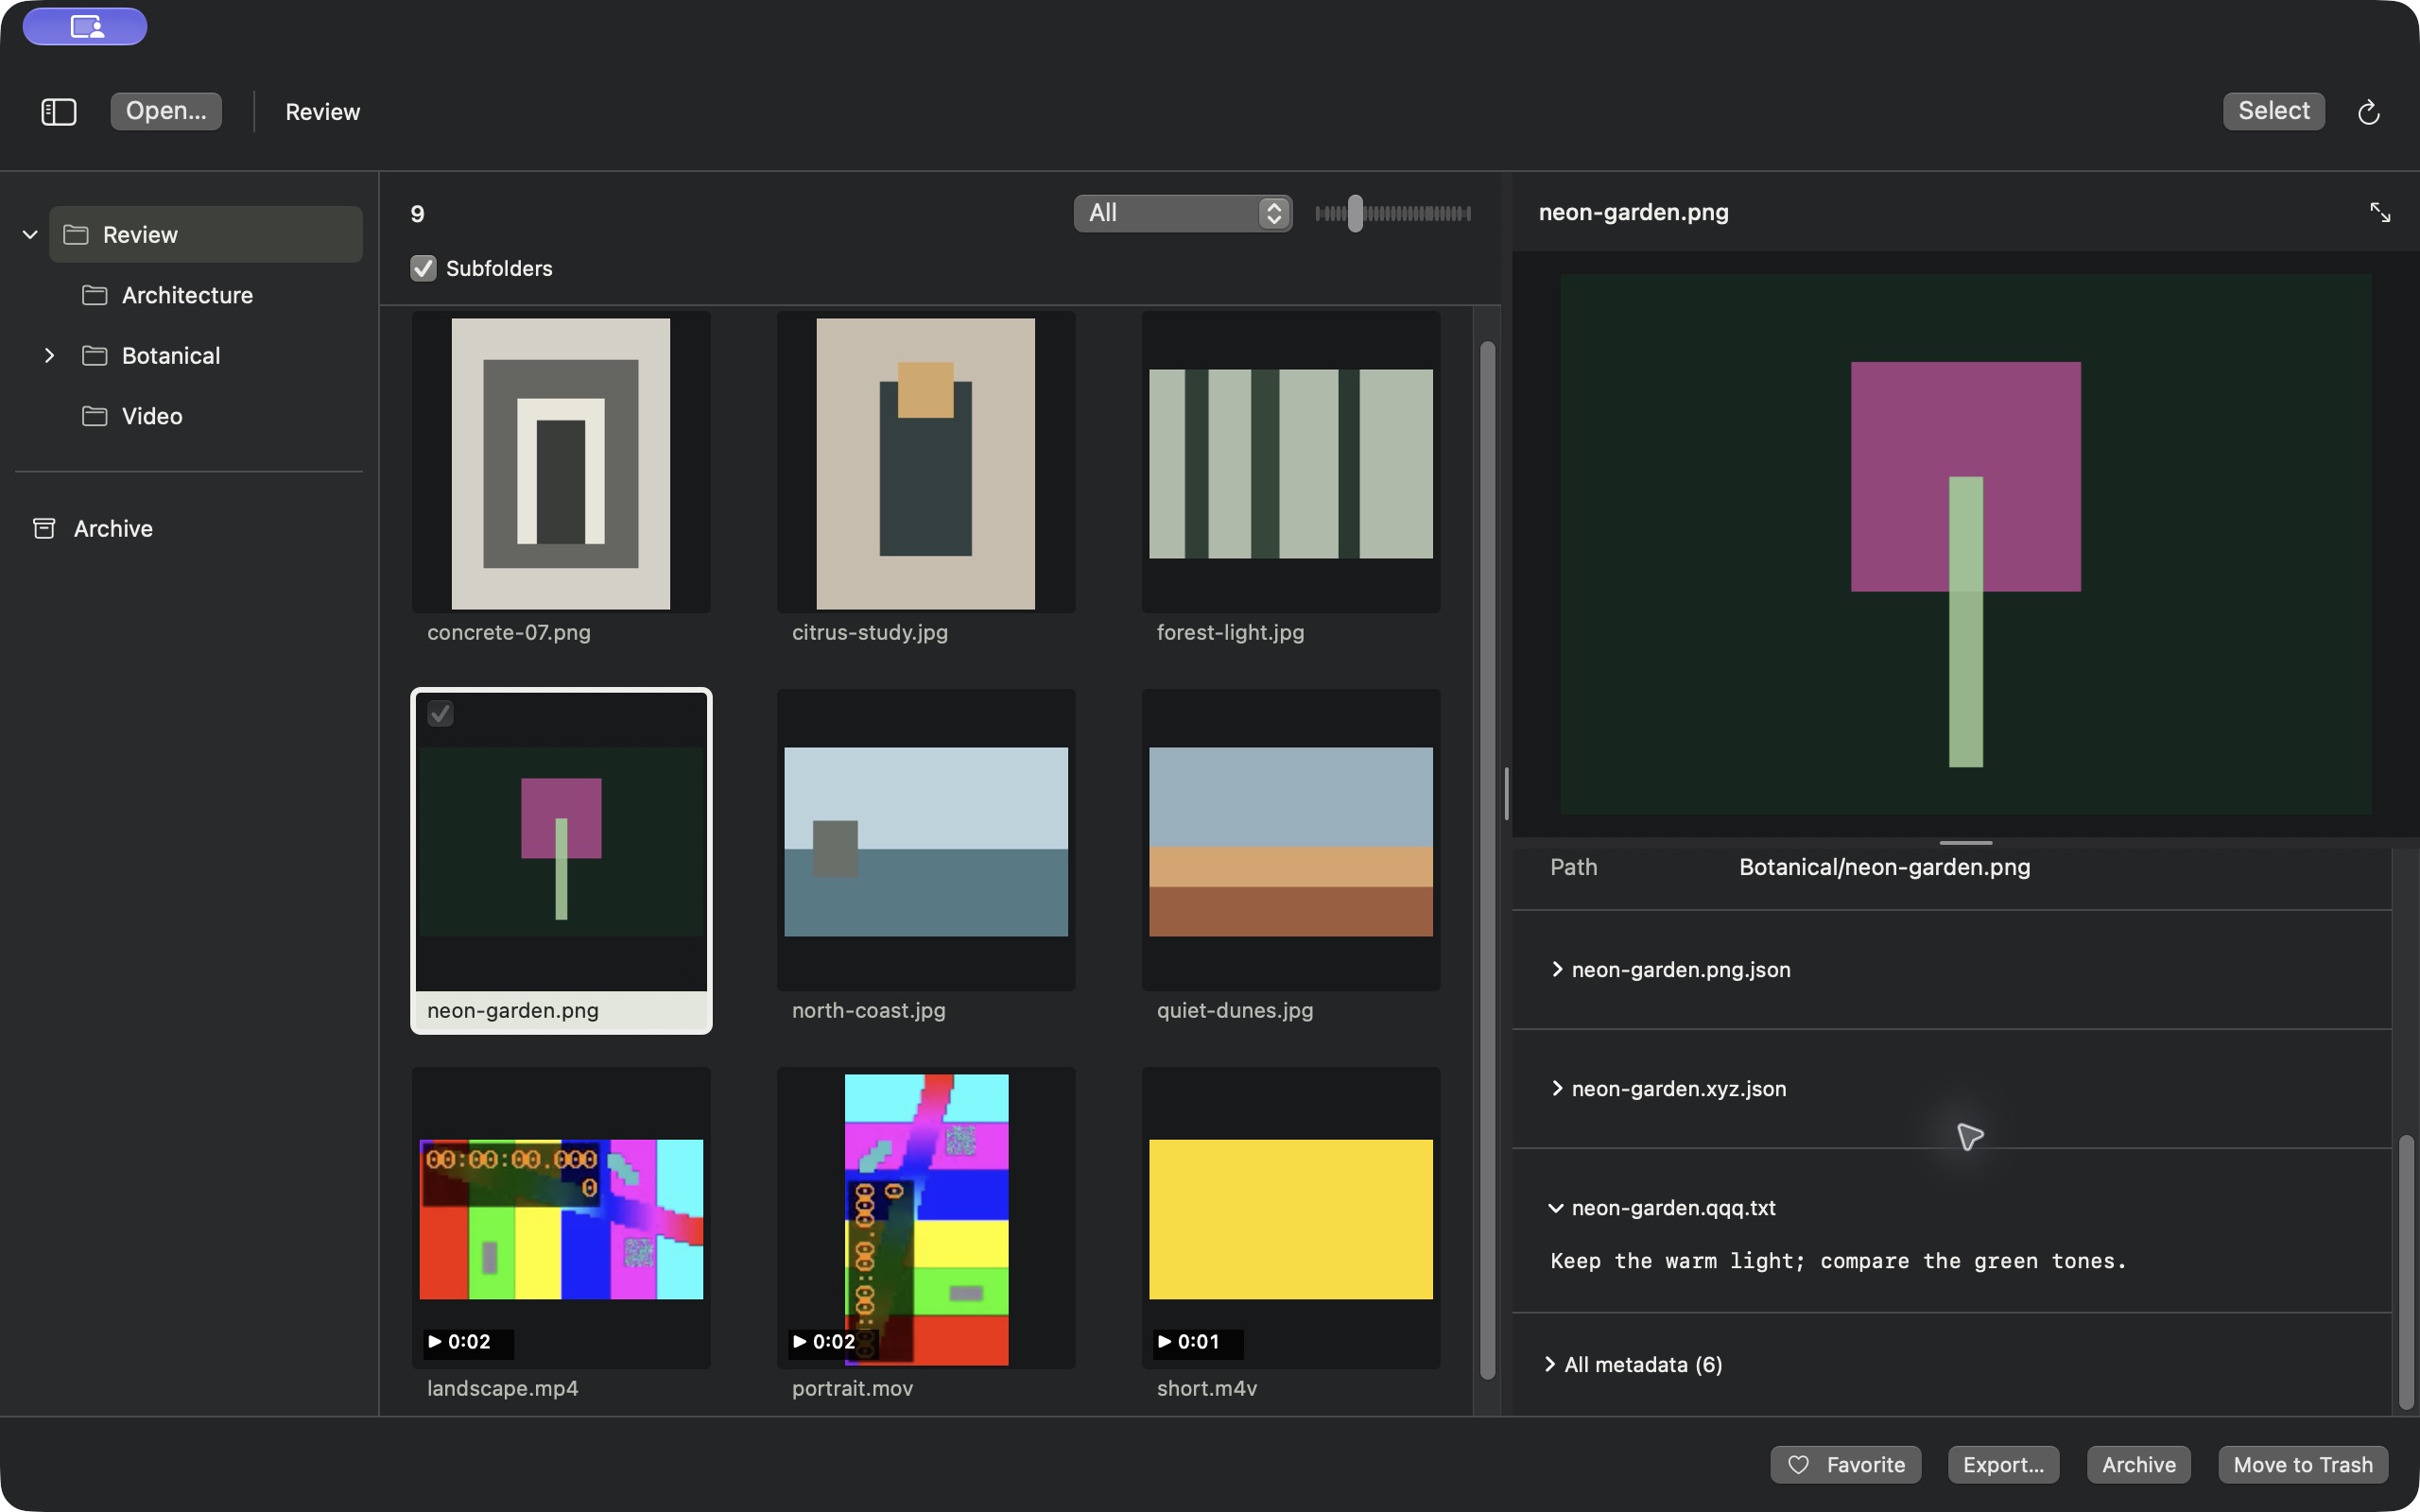 Open...
Review
Select
Review
Architecture
Botanical
Video
Archive
9
All
Subfolders
concrete-07.png
citrus-study.jpg
forest-light.jpg
neon-garden.png
north-coast.jpg
quiet-dunes.jpg
00:00:00.000
0
0:02
landscape.mp4
0:02
portrait.mov
0:01
short.m4v
neon-garden.png
Path Botanical/neon-garden.png
neon-garden.png.json
neon-garden.xyz.json
neon-garden.qqq.txt
Keep the warm light; compare the green tones.
All metadata (6)
Favorite
Export...
Archive
Move to Trash